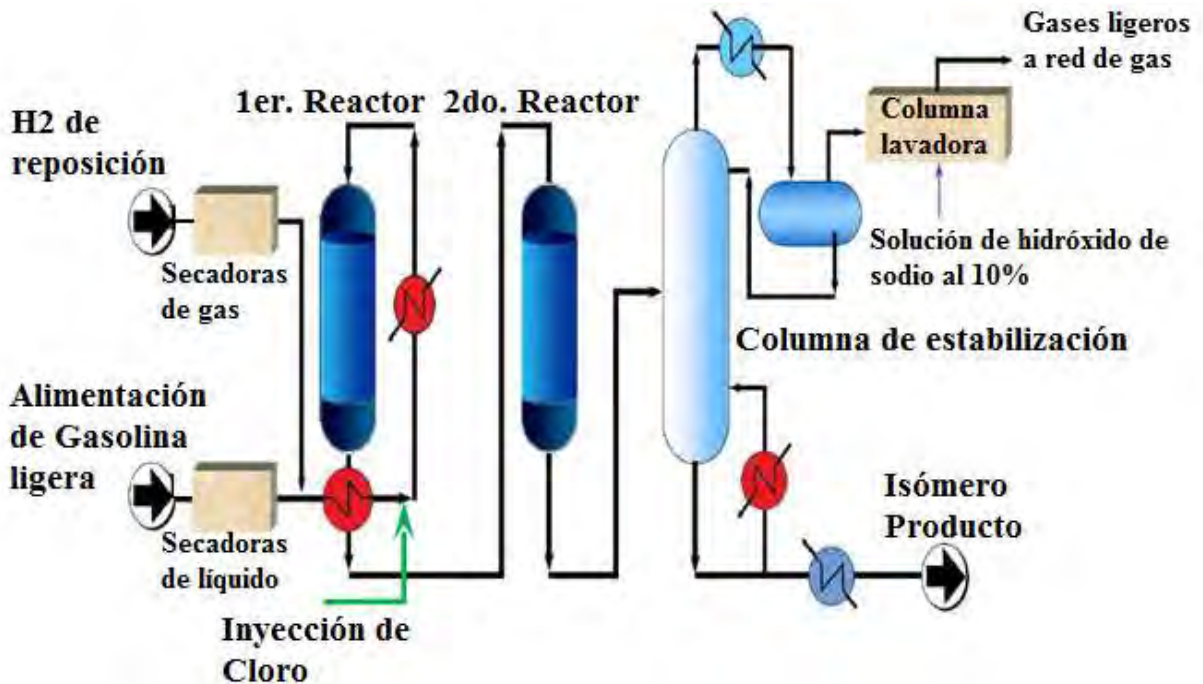 Gases ligeros
a red de gas
1er. Reactor
2do. Reactor
Columna
lavadora
H2 de
reposición
Secadoras
de gas
Solución de hidróxido de
sodio al 10%
Columna de estabilización
Alimentación
de Gasolina
ligera
Isómero
Producto
Secadoras
de líquido
Inyección de
Cloro